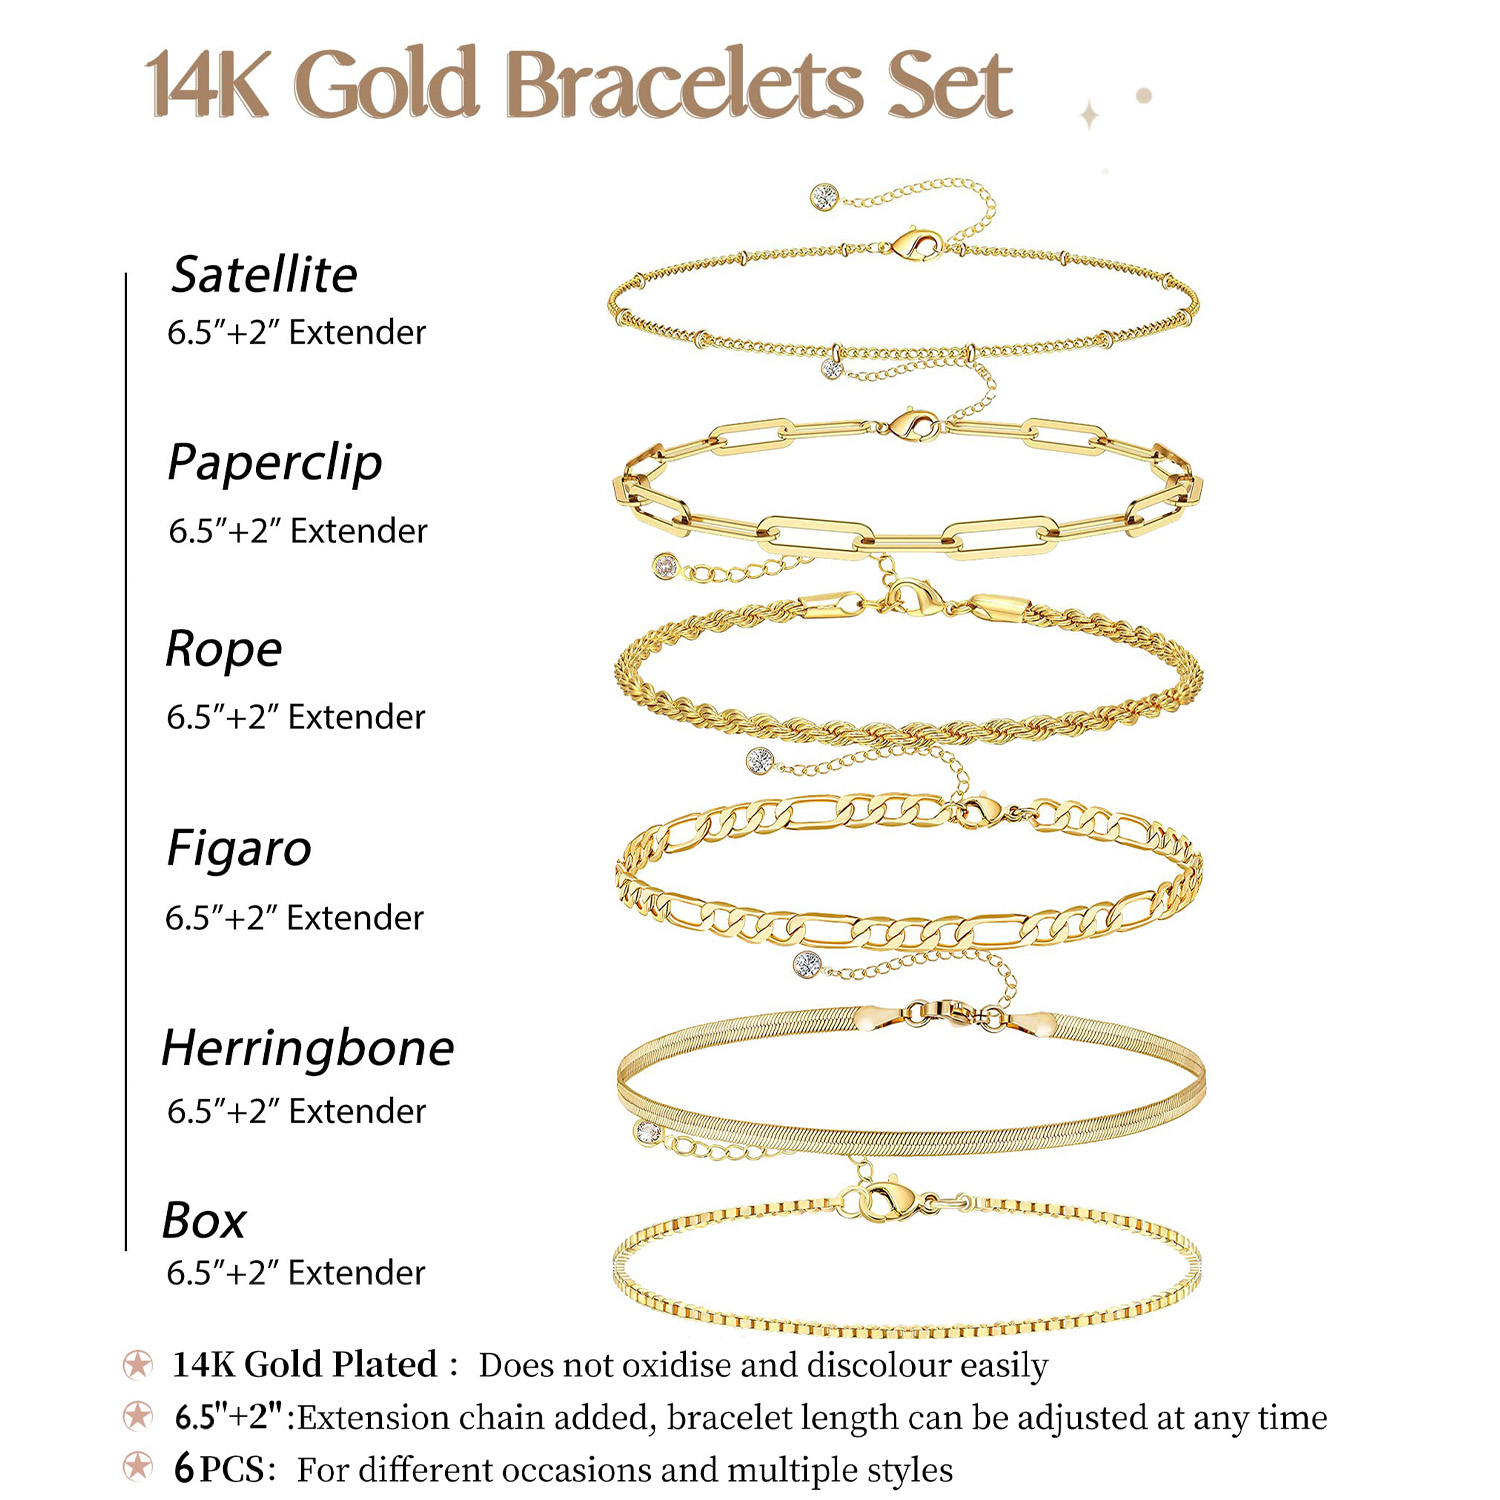 14K Gold Bracelets Set
Satellite
6.5”+2” Extender
Paperclip
6.5”+2” Extender
Rope
6.5”+2” Extender
Figaro
6.5”+2” Extender
Herringbone
6.5”+2” Extender
Box
6.5”+2” Extender
14K Gold Plated : Does not oxidise and discolour easily
6.5"+2":Extension chain added, bracelet length can be adjusted at any time
6PCS: For different occasions and multiple styles